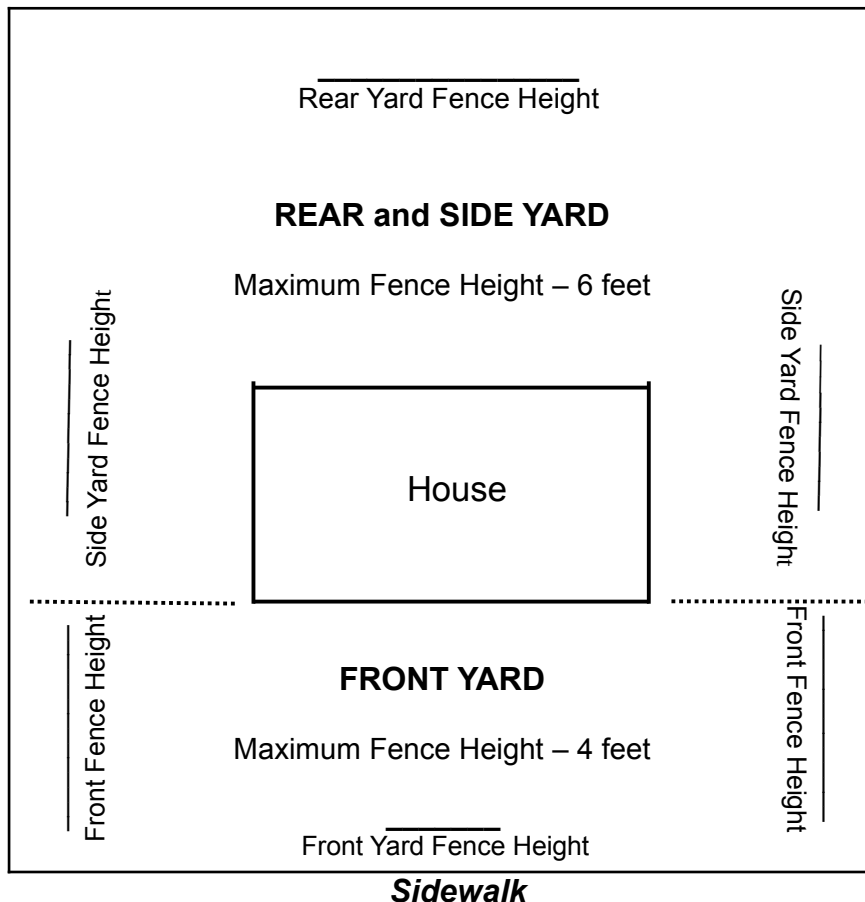 Rear Yard Fence Height
REAR and SIDE YARD
Maximum Fence Height – 6 feet
Side Yard Fence Height
Side Yard Fence Height
House
FRONT YARD
Maximum Fence Height – 4 feet
Front Fence Height
Front Fence Height
Front Yard Fence Height
Sidewalk